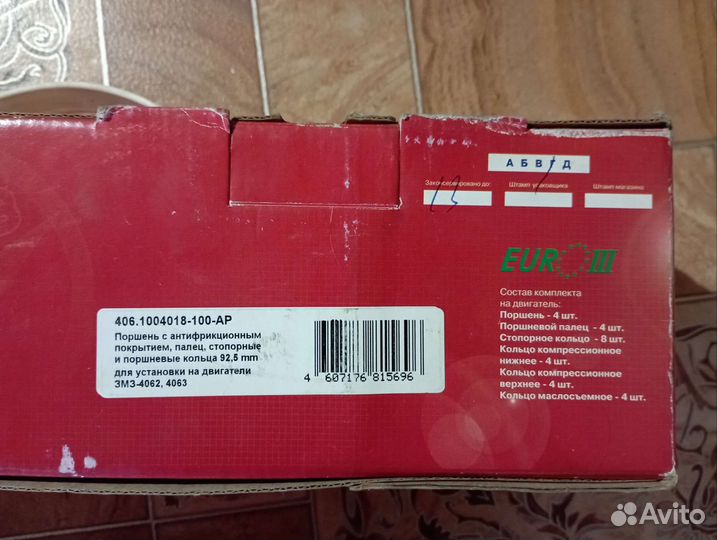 А Б В Г Д
Законсервировано до: Штамп упаковщика Штамп магазина
13
EURO III
Состав комплекта
на двигатель:
Поршень - 4 шт.
Поршневой палец - 4 шт.
Стопорное кольцо - 8 шт.
Кольцо компрессионное
нижнее - 4 шт.
Кольцо компрессионное
верхнее - 4 шт.
Кольцо маслосъемное - 4 шт.
406.1004018-100-АР
Поршень с антифрикционным
покрытием, палец, стопорные
и поршневые кольца 92,5 mm
для установки на двигатели
ЗМЗ-4062, 4063
4 607176 815696
Avito